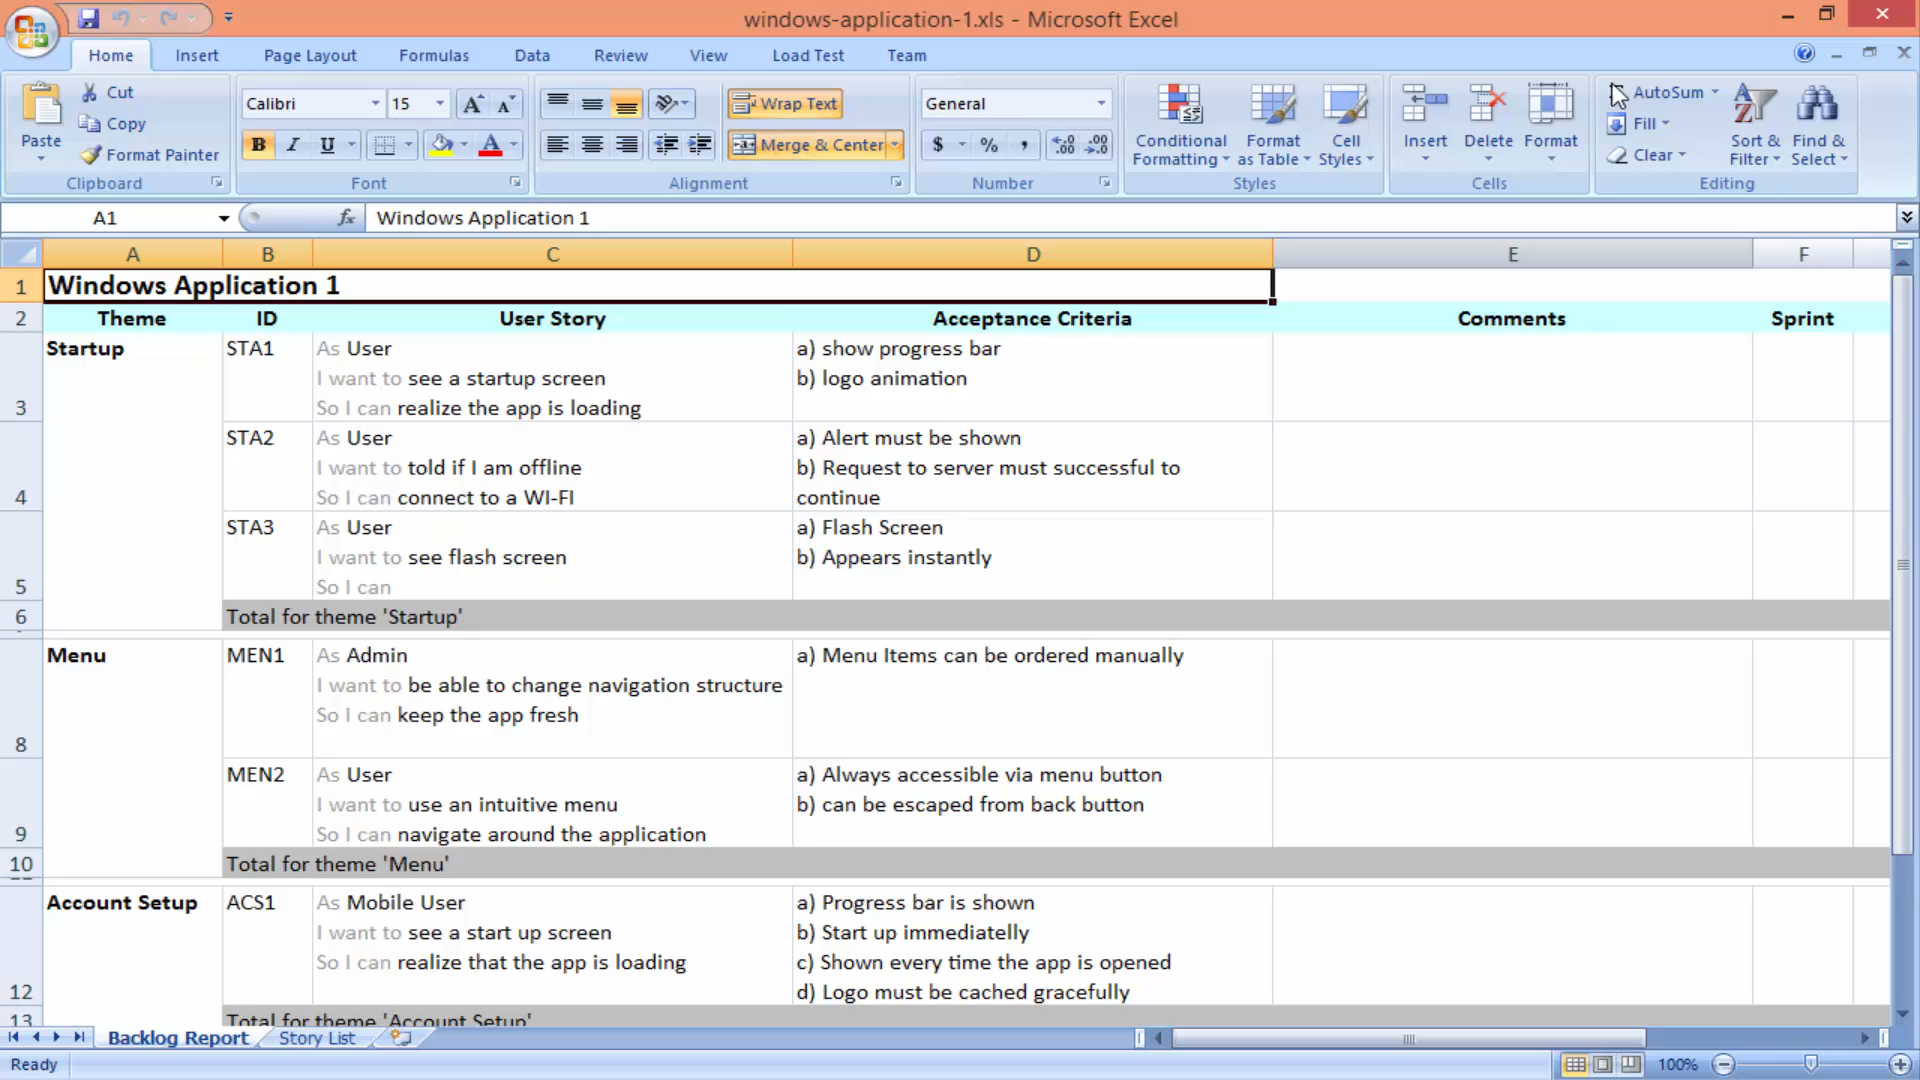 windows-application-1.xls - Microsoft Excel
Home Insert Page Layout Formulas Data Review View Load Test Team
Paste
Cut
Copy
Format Painter
Clipboard
Calibri 15
B I U
Font
Wrap Text
Merge & Center
Alignment
General
$ % ,
Number
Conditional Formatting
Format as Table
Cell Styles
Styles
Insert Delete Format
Cells
AutoSum
Fill
Clear
Sort & Filter
Find & Select
Editing
A1 fx Windows Application 1
A B C D E F
1 Windows Application 1
2 Theme ID User Story Acceptance Criteria Comments Sprint
Startup STA1 As User a) show progress bar
I want to see a startup screen b) logo animation
3 So I can realize the app is loading
STA2 As User a) Alert must be shown
I want to told if I am offline b) Request to server must successful to
4 So I can connect to a WI-FI continue
STA3 As User a) Flash Screen
I want to see flash screen b) Appears instantly
5 So I can
6 Total for theme 'Startup'
Menu MEN1 As Admin a) Menu Items can be ordered manually
I want to be able to change navigation structure
So I can keep the app fresh
8
MEN2 As User a) Always accessible via menu button
I want to use an intuitive menu b) can be escaped from back button
9 So I can navigate around the application
10 Total for theme 'Menu'
Account Setup ACS1 As Mobile User a) Progress bar is shown
I want to see a start up screen b) Start up immediatelly
So I can realize that the app is loading c) Shown every time the app is opened
12 d) Logo must be cached gracefully
13 Total for theme 'Account Setup'
Backlog Report Story List
Ready 100%